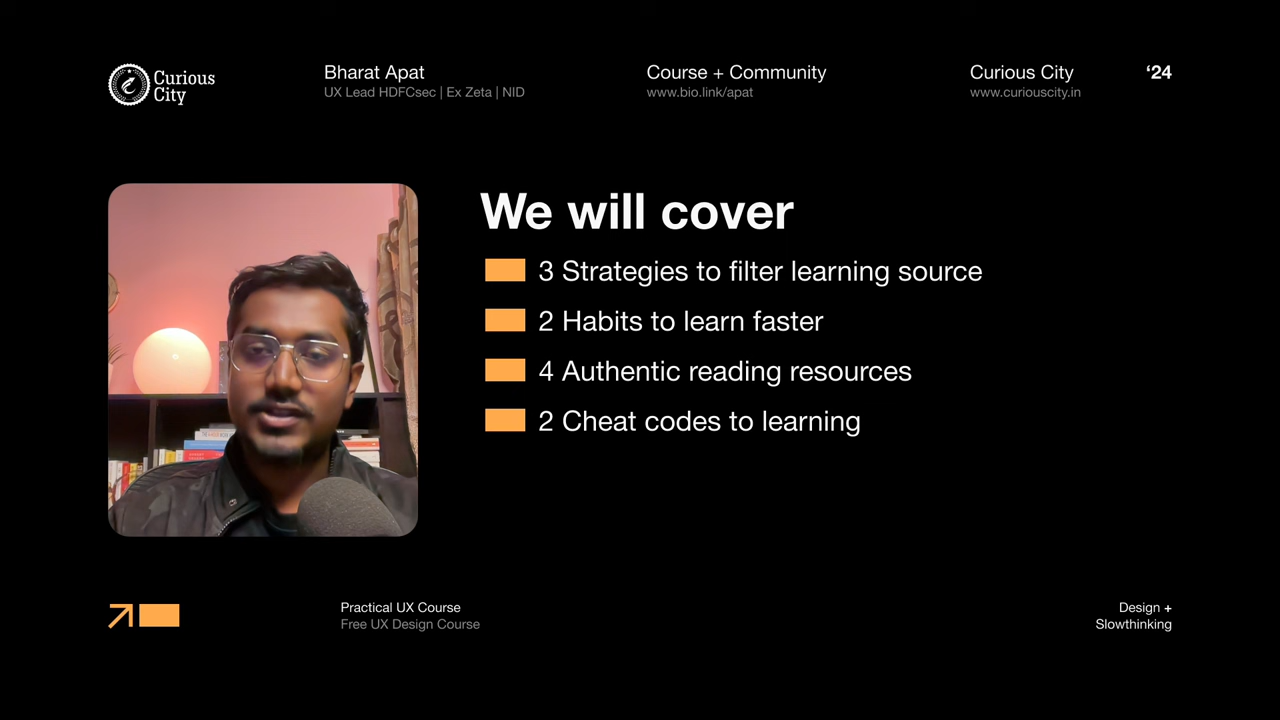 Curious
City
Bharat Apat
UX Lead HDFCsec | Ex Zeta | NID
Course + Community
www.bio.link/apat
Curious City
www.curiouscity.in
‘24
We will cover
3 Strategies to filter learning source
2 Habits to learn faster
4 Authentic reading resources
2 Cheat codes to learning
Practical UX Course
Free UX Design Course
Design +
Slowthinking